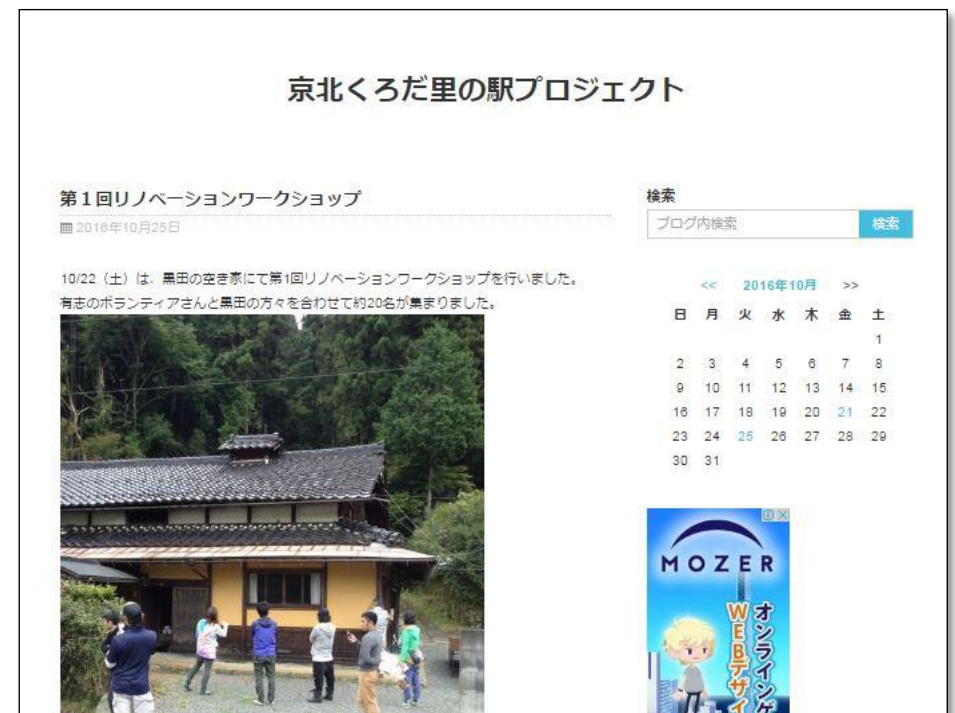 京北くろだ里の駅プロジェクト
第１回リノベーションワークショップ
2016年10月25日
10/22（土）は、黒田の空き家にて第1回リノベーションワークショップを行いました。
有志のボランティアさんと黒田の方々を合わせて約20名が集まりました。
検索
ブログ内検索 検索
<< 2016年10月 >>
日 月 火 水 木 金 土
1
2 3 4 5 6 7 8
9 10 11 12 13 14 15
16 17 18 19 20 21 22
23 24 25 26 27 28 29
30 31
MOZER
オンラインゲ
WEBデザイ